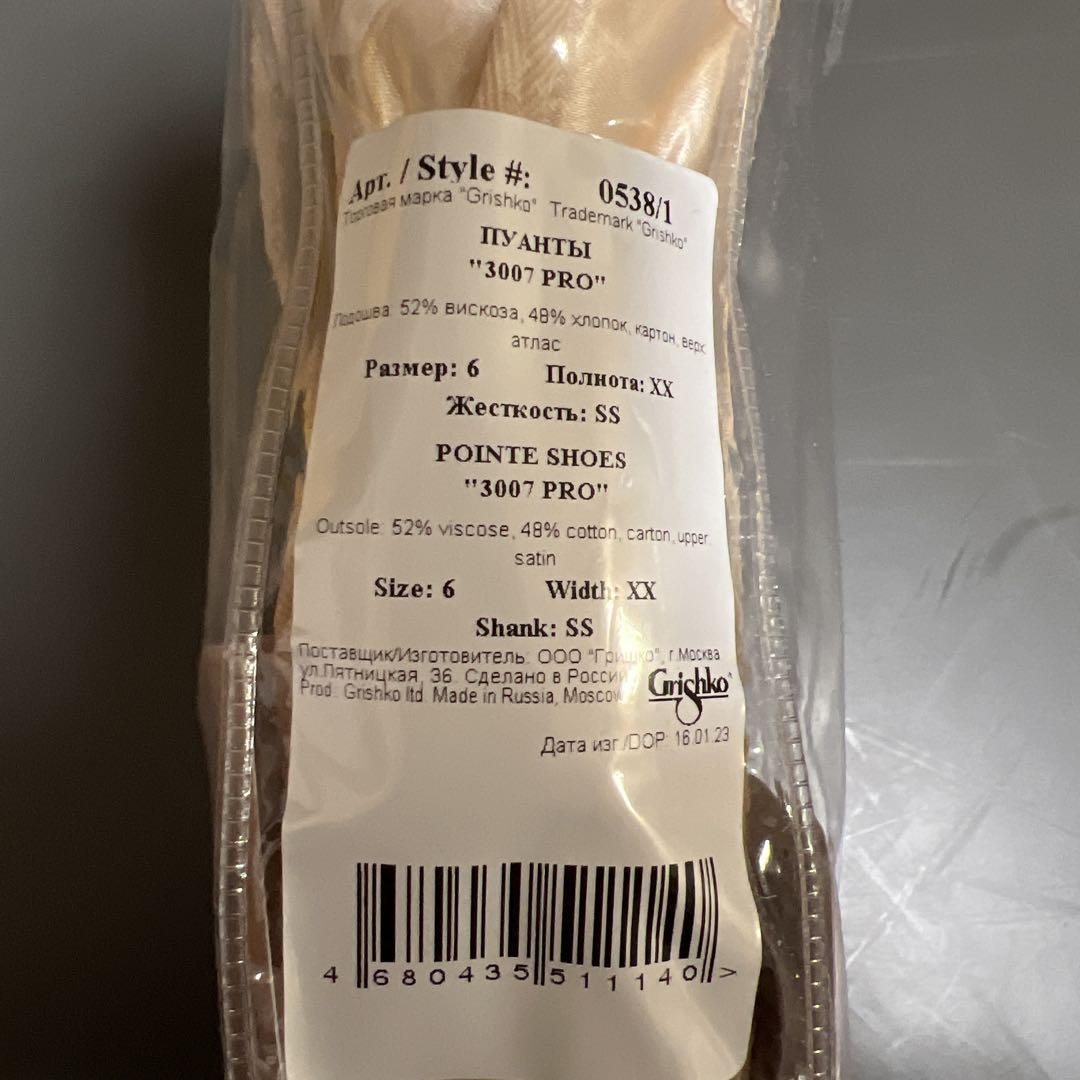 Арт. / Style #: 0538/1
Торговая марка "Grishko" Trademark "Grishko"
ПУАНТЫ
"3007 PRO"
Подошва: 52% вискоза, 48% хлопок, картон, верх
атлас
Размер: 6 Полнота: XX
Жесткость: SS
POINTE SHOES
"3007 PRO"
Outsole: 52% viscose, 48% cotton, carton, upper
satin
Size: 6 Width: XX
Shank: SS
Поставщик/Изготовитель: ООО "Гришко", г.Москва
ул.Пятницкая, 36. Сделано в России
Prod. Grishko ltd. Made in Russia, Moscow
Grishko
Дата изг./DOP: 16.01.23
4 680435 511140 >